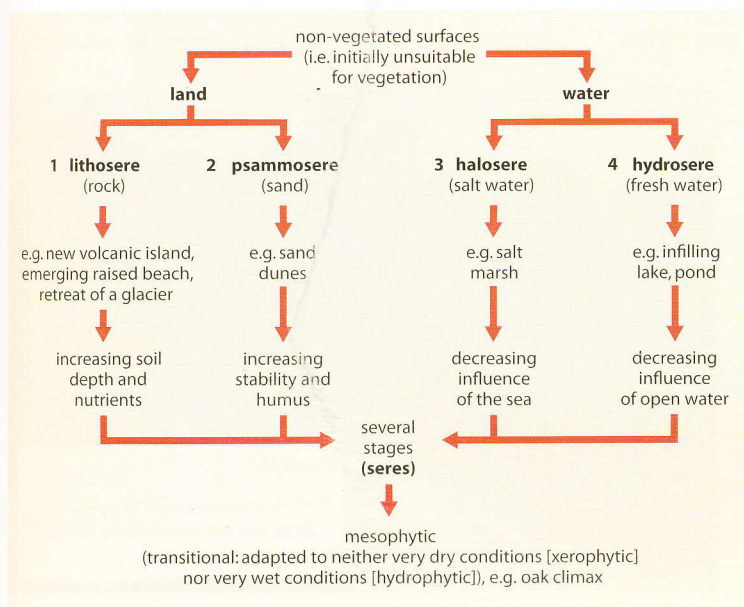 non-vegetated surfaces
(i.e. initially unsuitable
for vegetation)
land
water
1 lithosere
(rock)
2 psammosere
(sand)
3 halosere
(salt water)
4 hydrosere
(fresh water)
e.g. new volcanic island,
emerging raised beach,
retreat of a glacier
e.g. sand
dunes
e.g. salt
marsh
e.g. infilling
lake, pond
increasing soil
depth and
nutrients
increasing
stability and
humus
decreasing
influence
of the sea
decreasing
influence
of open water
several
stages
(seres)
mesophytic
(transitional: adapted to neither very dry conditions [xerophytic]
nor very wet conditions [hydrophytic]), e.g. oak climax